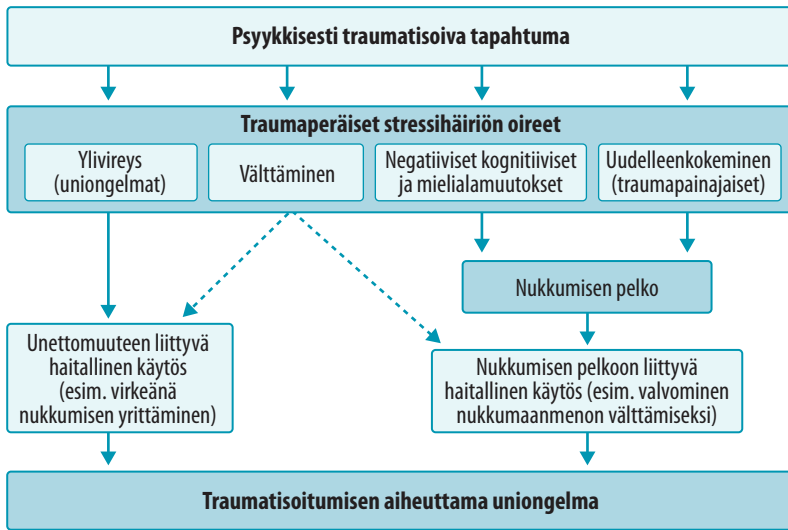 Psyykkisesti traumatisoiva tapahtuma
Traumaperäiset stressihäiriön oireet
Ylivireys
(uniongelmat)
Välttäminen
Negatiiviset kognitiiviset
ja mielialamuutokset
Uudelleenkokeminen
(traumapainajaiset)
Nukkumisen pelko
Unettomuuteen liittyvä
haitallinen käytös
(esim. virkeänä
nukkumisen yrittäminen)
Nukkumisen pelkoon liittyvä
haitallinen käytös (esim. valvominen
nukkumaanmenon välttämiseksi)
Traumatisoitumisen aiheuttama uniongelma